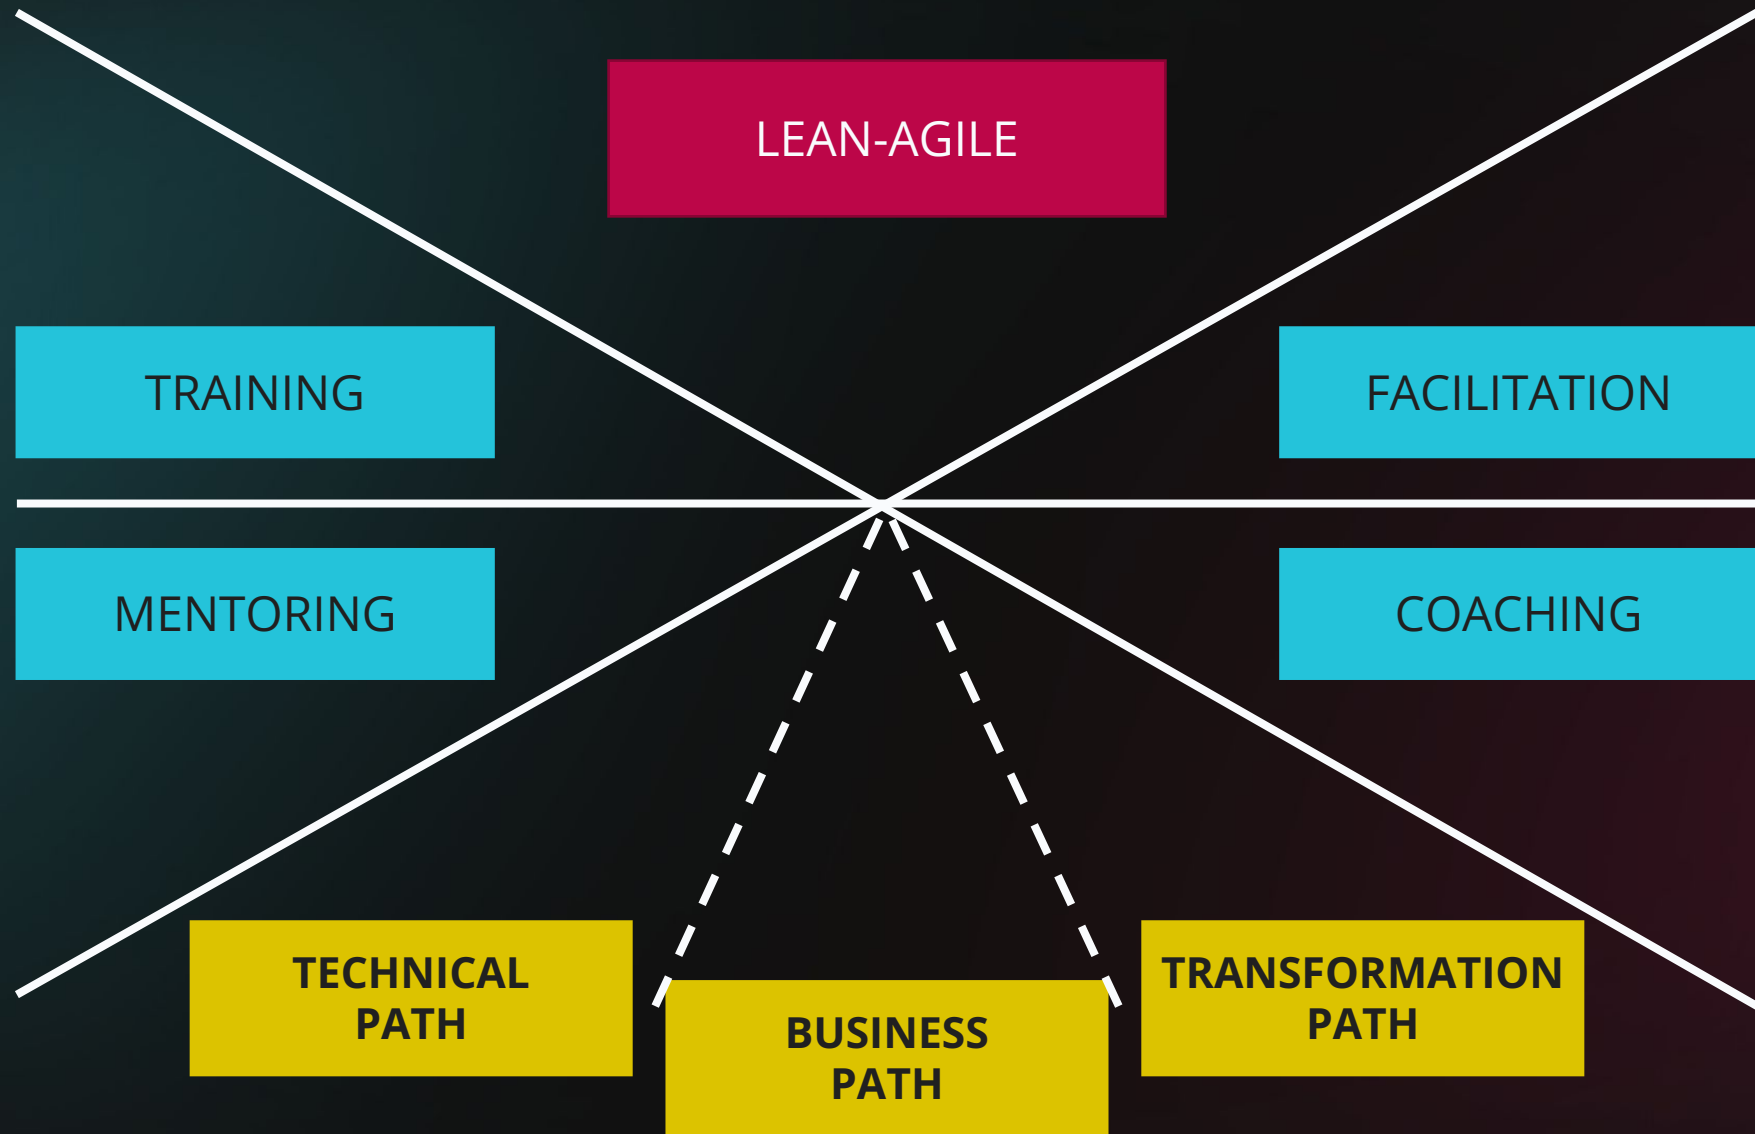 LEAN-AGILE
TRAINING
FACILITATION
MENTORING
COACHING
TECHNICAL
PATH
BUSINESS
PATH
TRANSFORMATION
PATH